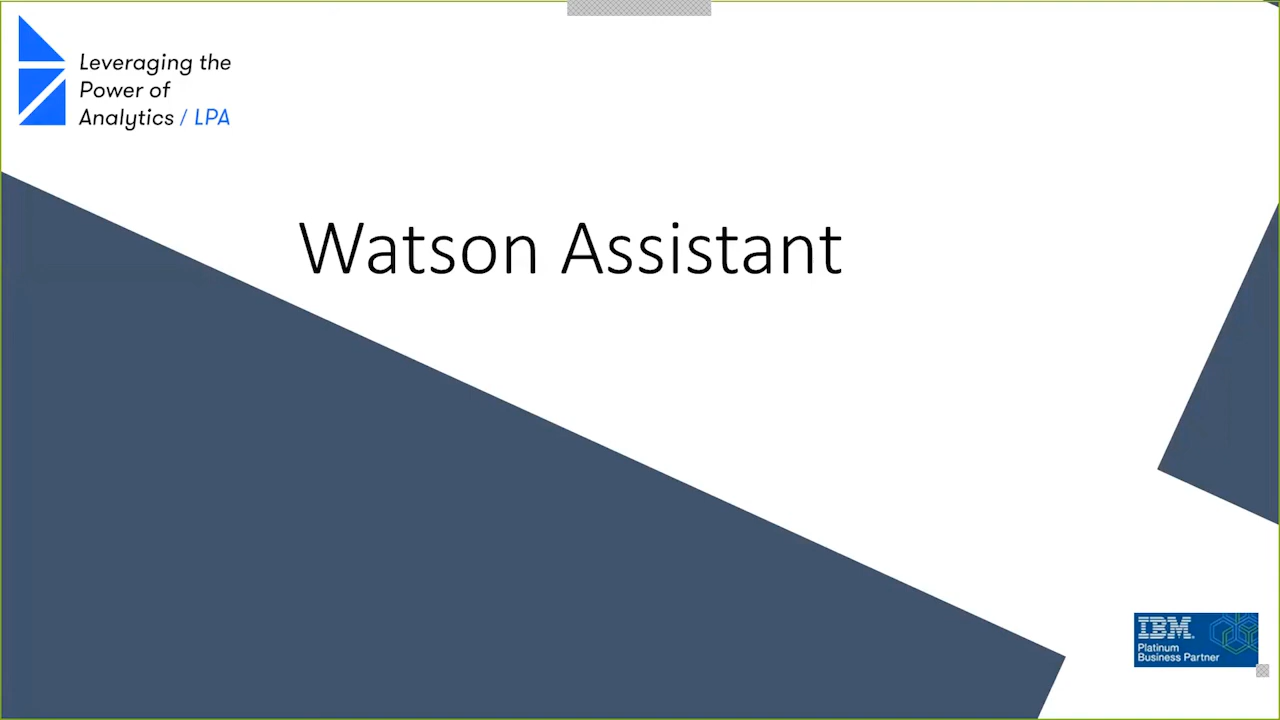 Leveraging the
Power of
Analytics / LPA
Watson Assistant
IBM
Platinum
Business Partner